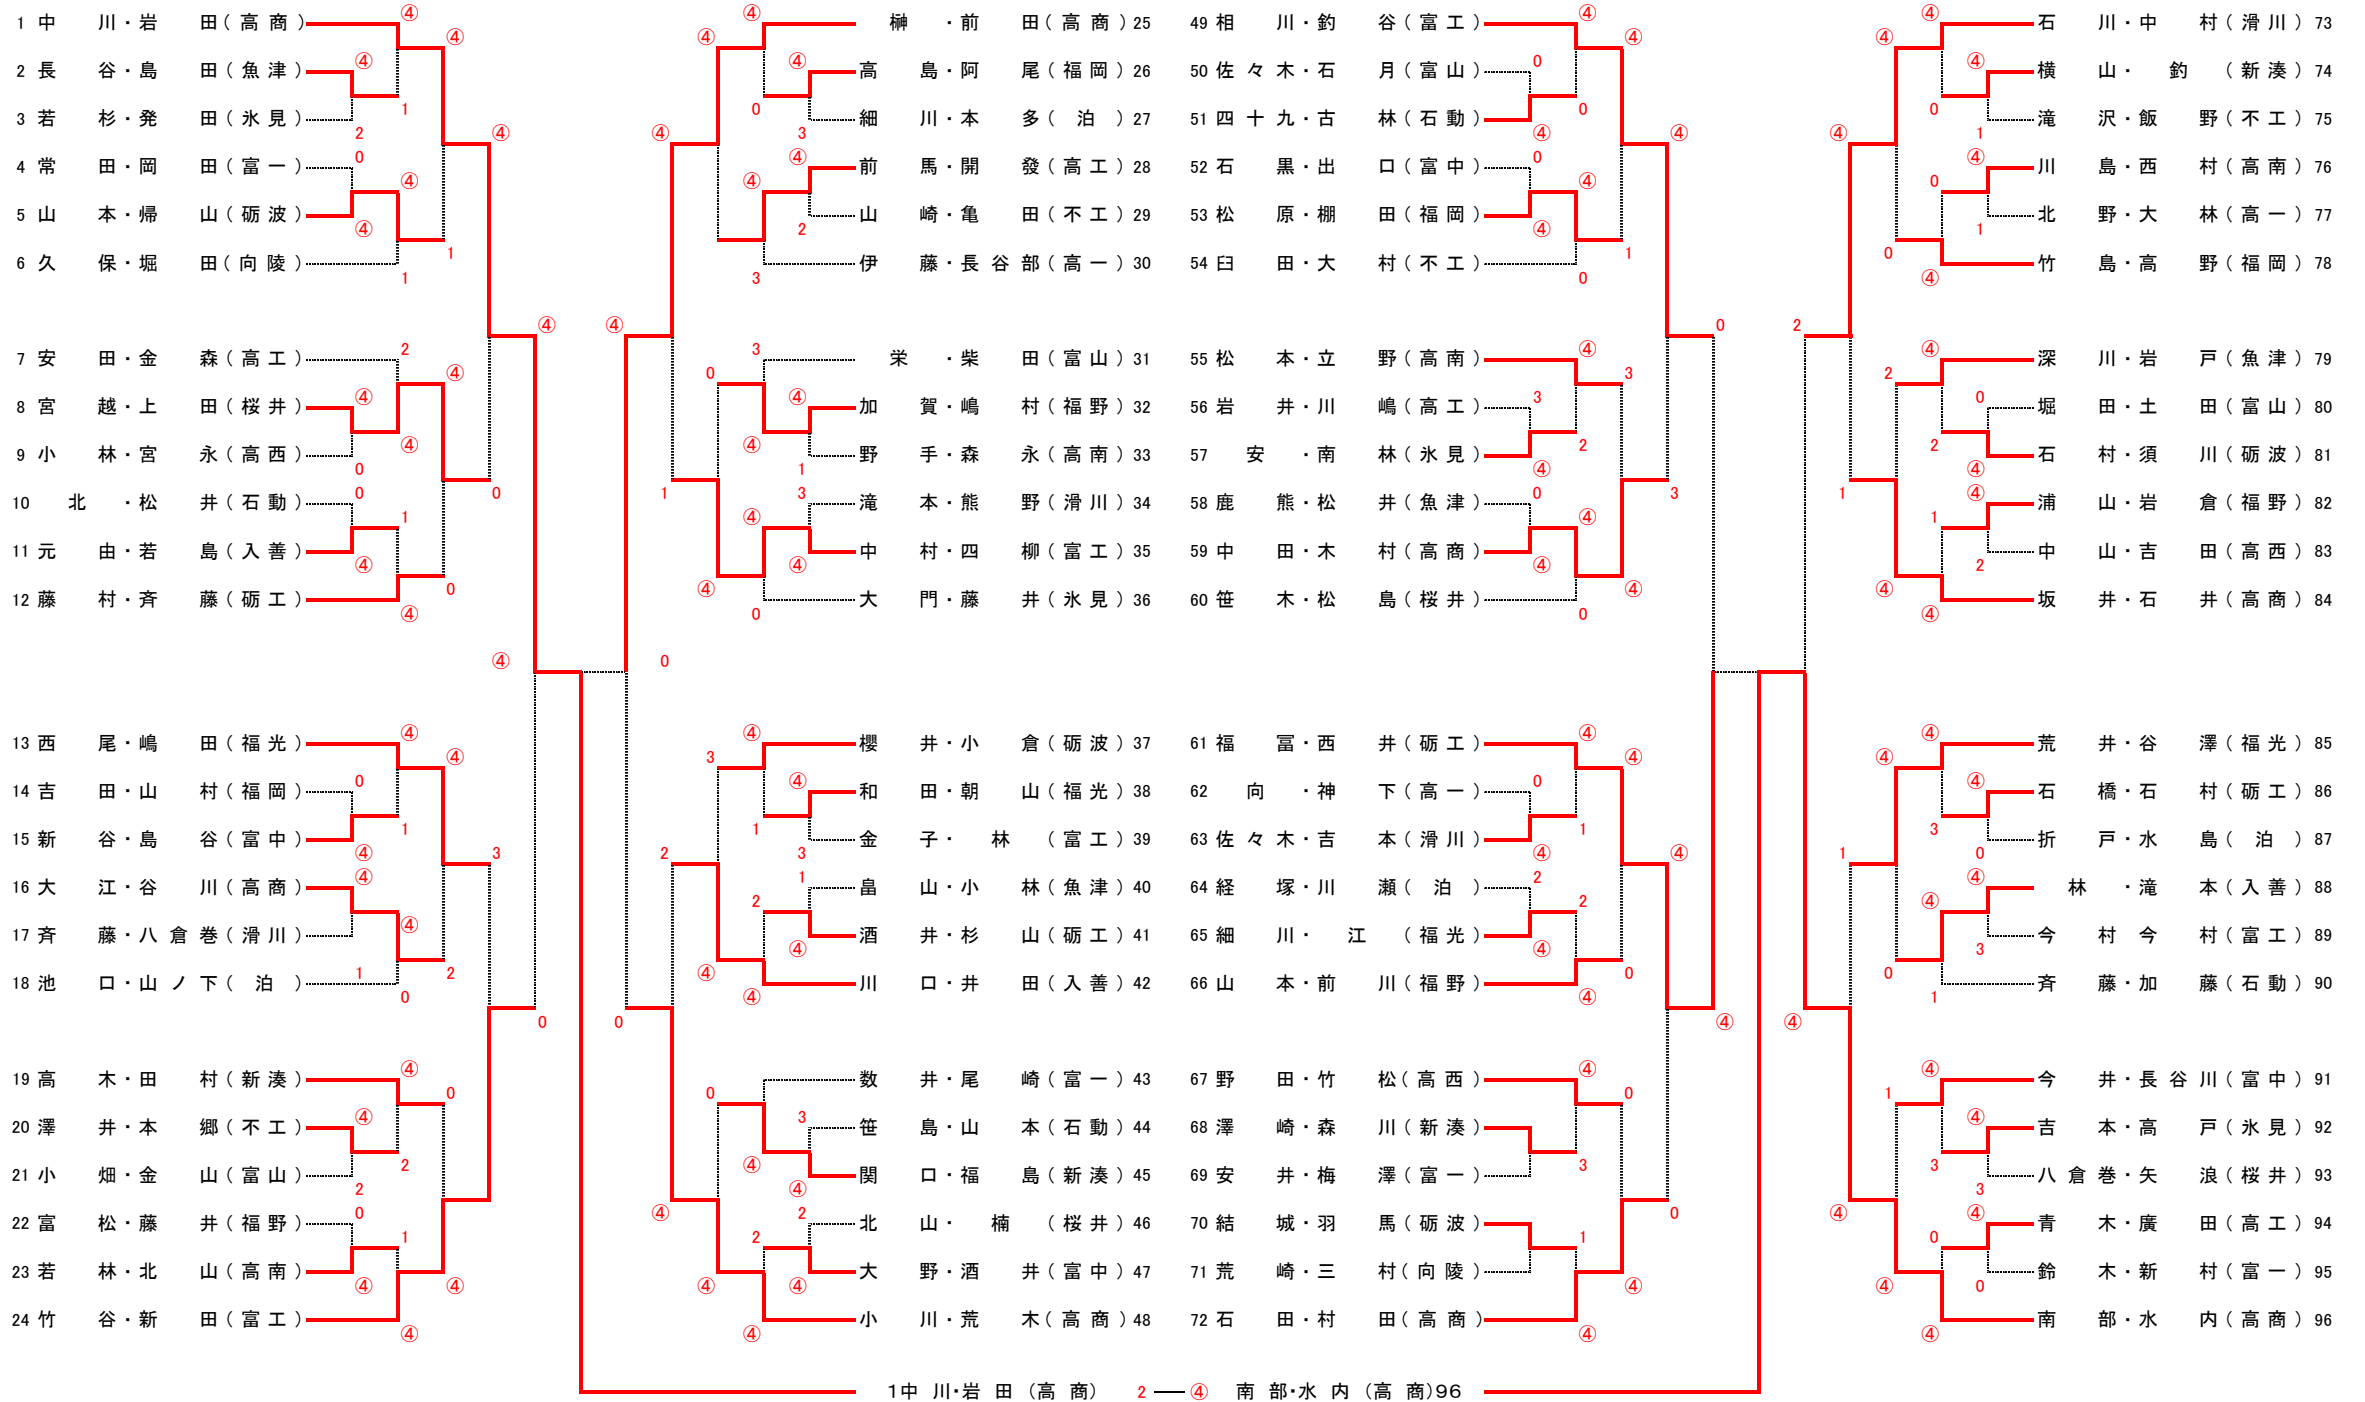 1 中川・岩田（高商）
2 長谷・島田（魚津）
3 若杉・発田（氷見）
4 常田・岡田（富一）
5 山本・帰山（砺波）
6 久保・堀田（向陵）
7 安田・金森（高工）
8 宮越・上田（桜井）
9 小林・宮永（高西）
10 北・松井（石動）
11 元由・若島（入善）
12 藤村・斉藤（砺工）
13 西尾・嶋田（福光）
14 吉田・山村（福岡）
15 新谷・島谷（富中）
16 大江・谷川（高商）
17 斉藤・八倉巻（滑川）
18 池口・山ノ下（泊）
19 高木・田村（新湊）
20 澤井・本郷（不工）
21 小畑・金山（富山）
22 富松・藤井（福野）
23 若林・北山（高南）
24 竹谷・新田（富工）
榊・前田（高商）25
高島・阿尾（福岡）26
細川・本多（泊）27
前馬・開發（高工）28
山崎・亀田（不工）29
伊藤・長谷部（高一）30
栄・柴田（富山）31
加賀・嶋村（福野）32
野手・森永（高南）33
滝本・熊野（滑川）34
中村・四柳（富工）35
大門・藤井（氷見）36
櫻井・小倉（砺波）37
和田・朝山（福光）38
金子・林（富工）39
畠山・小林（魚津）40
酒井・杉山（砺工）41
川口・井田（入善）42
数井・尾崎（富一）43
笹島・山本（石動）44
関口・福島（新湊）45
北山・楠（桜井）46
大野・酒井（富中）47
小川・荒木（高商）48
49 相川・釣谷（富工）
50 佐々木・石月（富山）
51 四十九・古林（石動）
52 石黒・出口（富中）
53 松原・棚田（福岡）
54 臼田・大村（不工）
55 松本・立野（高南）
56 岩井・川嶋（高工）
57 安・南林（氷見）
58 鹿熊・松井（魚津）
59 中田・木村（高商）
60 笹木・松島（桜井）
61 福冨・西井（砺工）
62 向・神下（高一）
63 佐々木・吉本（滑川）
64 経塚・川瀬（泊）
65 細川・江（福光）
66 山本・前川（福野）
67 野田・竹松（高西）
68 澤崎・森川（新湊）
69 安井・梅澤（富一）
70 結城・羽馬（砺波）
71 荒崎・三村（向陵）
72 石田・村田（高商）
石川・中村（滑川）73
横山・釣（新湊）74
滝沢・飯野（不工）75
川島・西村（高南）76
北野・大林（高一）77
竹島・高野（福岡）78
深川・岩戸（魚津）79
堀田・土田（富山）80
石村・須川（砺波）81
浦山・岩倉（福野）82
中山・吉田（高西）83
坂井・石井（高商）84
荒井・谷澤（福光）85
石橋・石村（砺工）86
折戸・水島（泊）87
林・滝本（入善）88
今村今村（富工）89
斉藤・加藤（石動）90
今井・長谷川（富中）91
吉本・高戸（氷見）92
八倉巻・矢浪（桜井）93
青木・廣田（高工）94
鈴木・新村（富一）95
南部・水内（高商）96
1中川・岩田（高商） 2 — ④ 南部・水内（高商）96